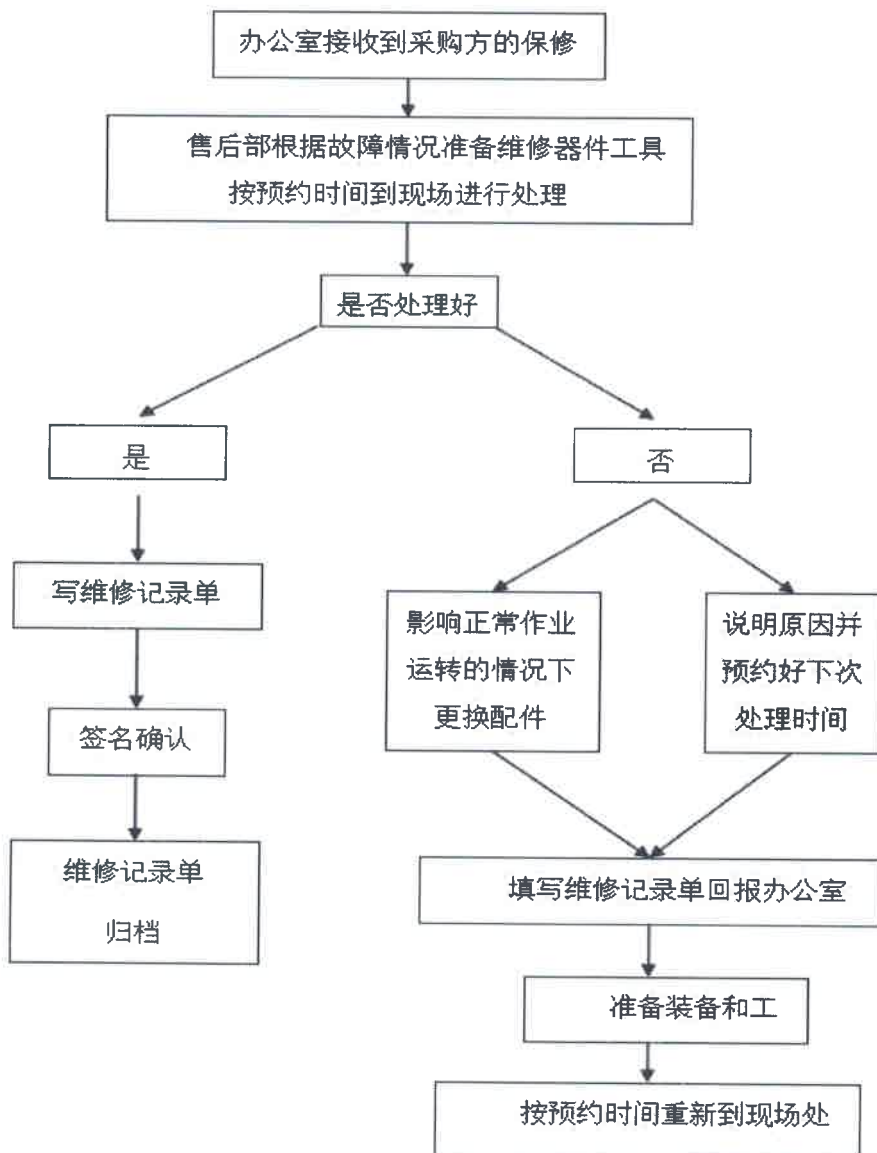 办公室接收到采购方的保修
售后部根据故障情况准备维修器件工具
按预约时间到现场进行处理
是否处理好
是
否
写维修记录单
影响正常作业
运转的情况下
更换配件
说明原因并
预约好下次
处理时间
签名确认
维修记录单
归档
填写维修记录单回报办公室
准备装备和工
按预约时间重新到现场处